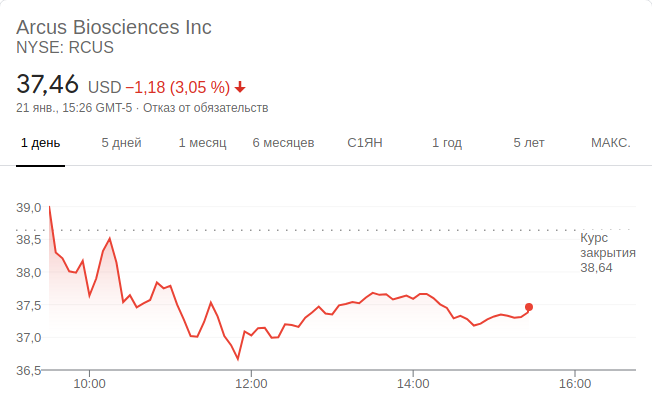 Arcus Biosciences Inc
NYSE: RCUS
37,46 USD −1,18 (3,05 %)
21 янв., 15:26 GMT-5 · Отказ от обязательств
1 день 5 дней 1 месяц 6 месяцев С1ЯН 1 год 5 лет МАКС.
39,0
38,5
38,0
37,5
37,0
36,5
Курс
закрытия
38,64
10:00 12:00 14:00 16:00